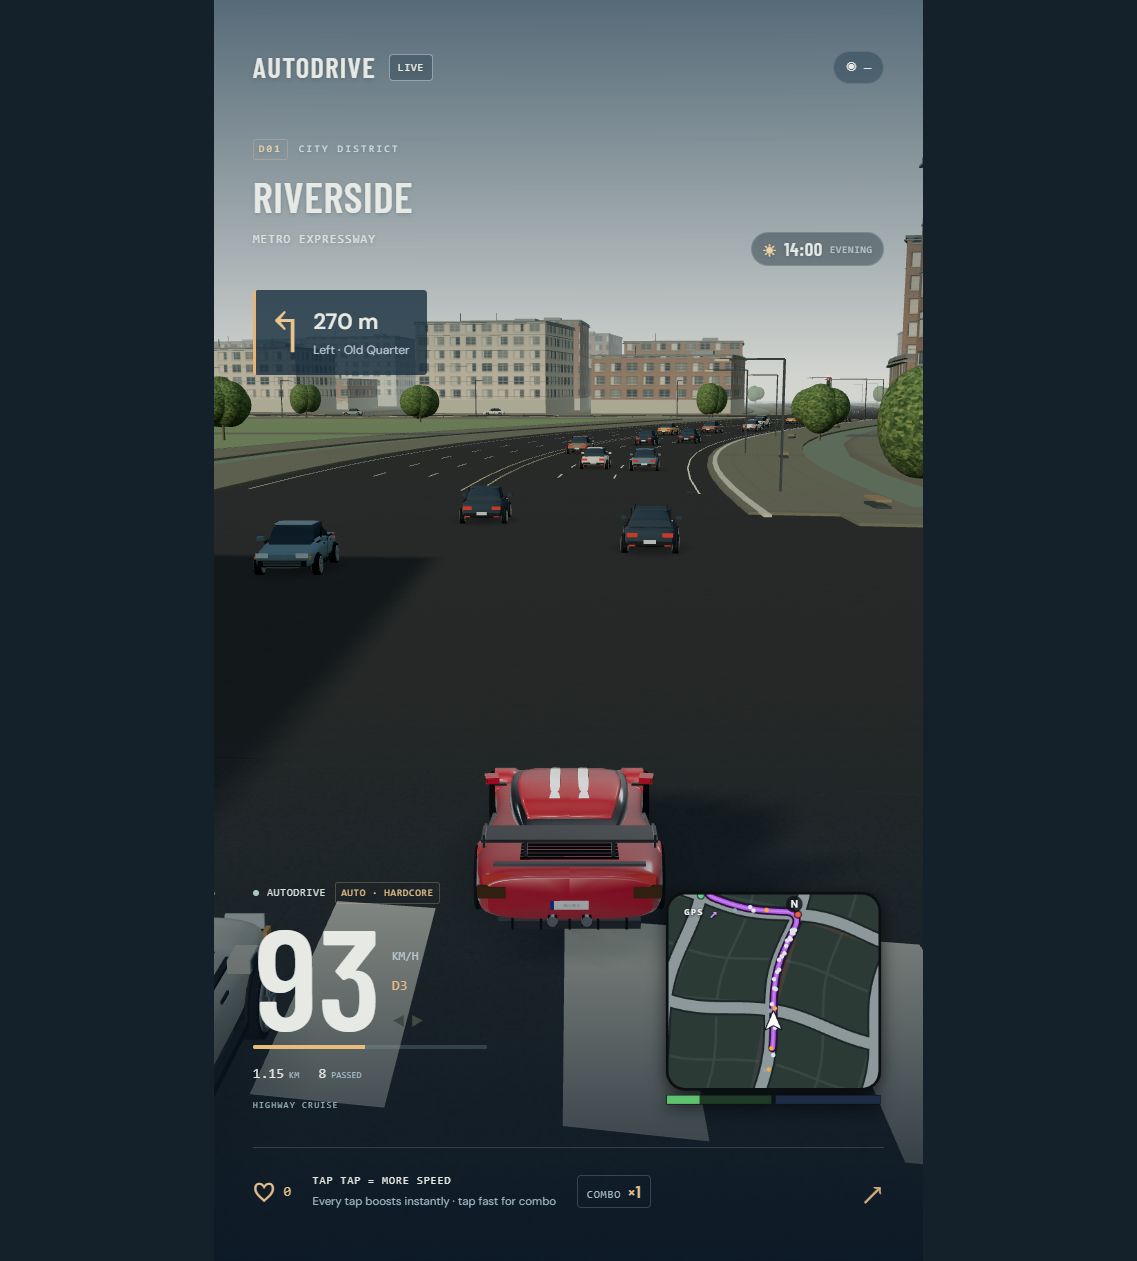 AUTODRIVE LIVE
–
D01 CITY DISTRICT
RIVERSIDE
METRO EXPRESSWAY
14:00 EVENING
270 m
Left · Old Quarter
AUTODRIVE AUTO · HARDCORE
93 KM/H
D3
1.15 KM 8 PASSED
HIGHWAY CRUISE
GPS N
TAP TAP = MORE SPEED
0
Every tap boosts instantly · tap fast for combo
COMBO ×1